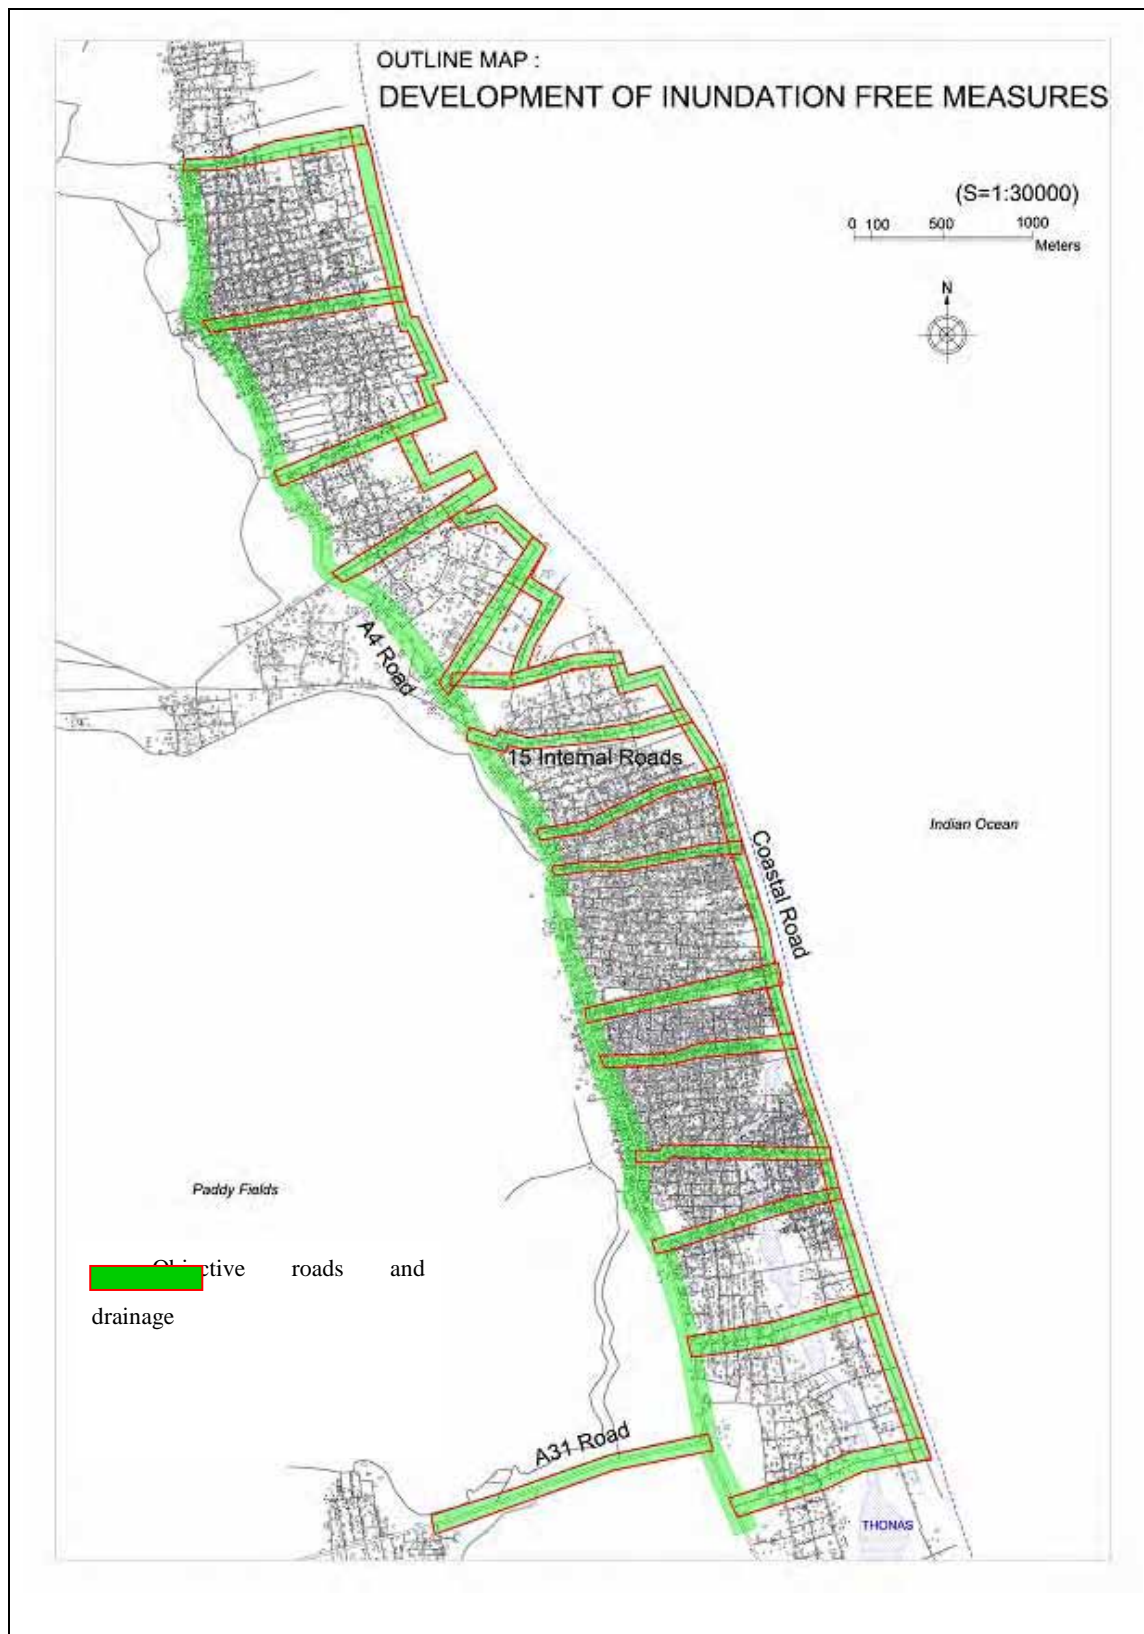 OUTLINE MAP :
DEVELOPMENT OF INUNDATION FREE MEASURES
(S=1:30000)
0 100 500 1000
Meters
N
A4 Road
15 Internal Roads
Coastal Road
Indian Ocean
Paddy Fields
Objective roads and
drainage
A31 Road
THONAS